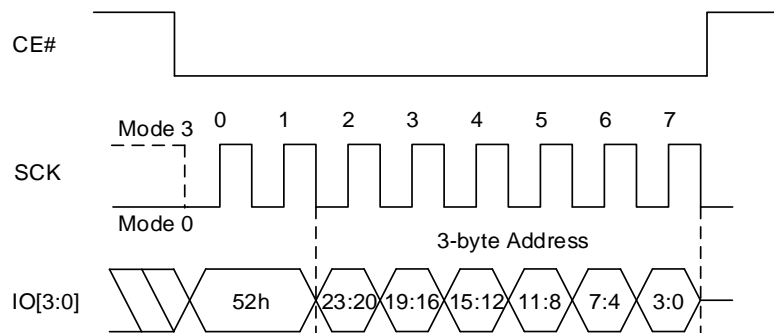 CE#
Mode 3 0 1 2 3 4 5 6 7
SCK
Mode 0
3-byte Address
IO[3:0] 52h 23:20 19:16 15:12 11:8 7:4 3:0